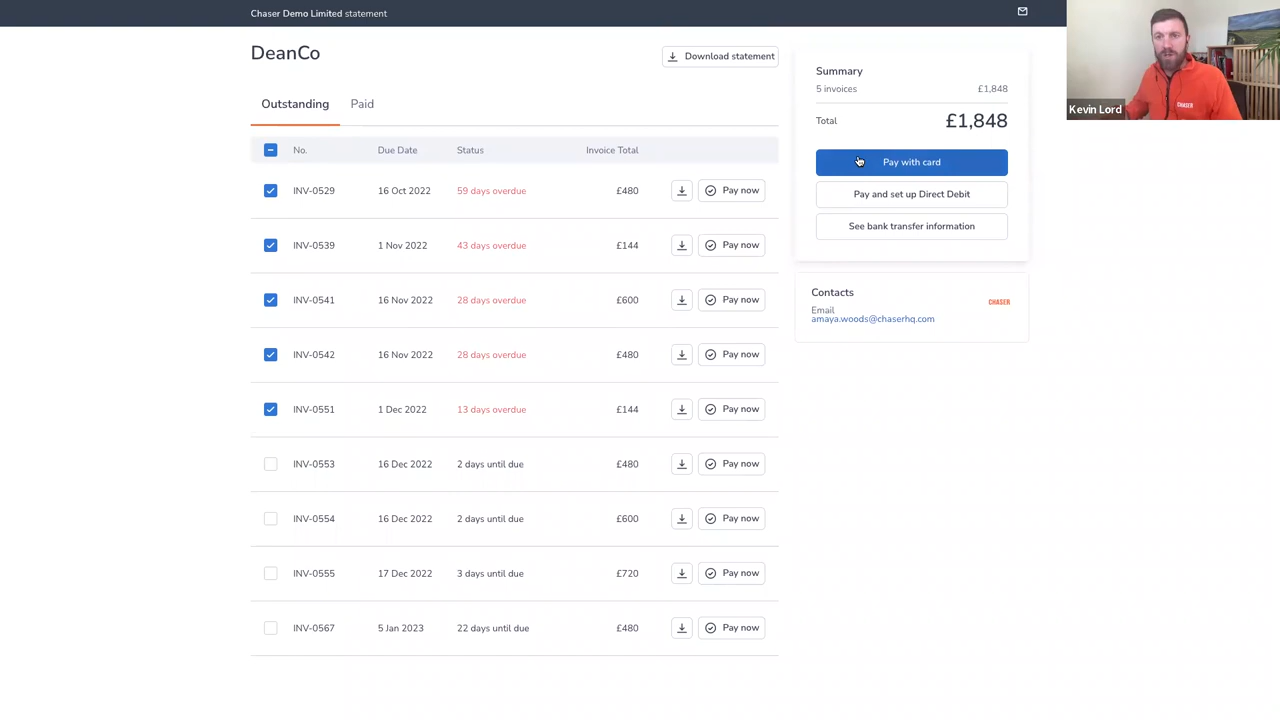 Chaser Demo Limited statement
DeanCo
Download statement
Outstanding Paid
No. Due Date Status Invoice Total
INV-0529 16 Oct 2022 59 days overdue £480 Pay now
INV-0539 1 Nov 2022 43 days overdue £144 Pay now
INV-0541 16 Nov 2022 28 days overdue £600 Pay now
INV-0542 16 Nov 2022 28 days overdue £480 Pay now
INV-0551 1 Dec 2022 13 days overdue £144 Pay now
INV-0553 16 Dec 2022 2 days until due £480 Pay now
INV-0554 16 Dec 2022 2 days until due £600 Pay now
INV-0555 17 Dec 2022 3 days until due £720 Pay now
INV-0567 5 Jan 2023 22 days until due £480 Pay now
Summary
5 invoices £1,848
Total £1,848
Pay with card
Pay and set up Direct Debit
See bank transfer information
Contacts
CHASER
Email
amaya.woods@chaserhq.com
CHASER
Kevin Lord